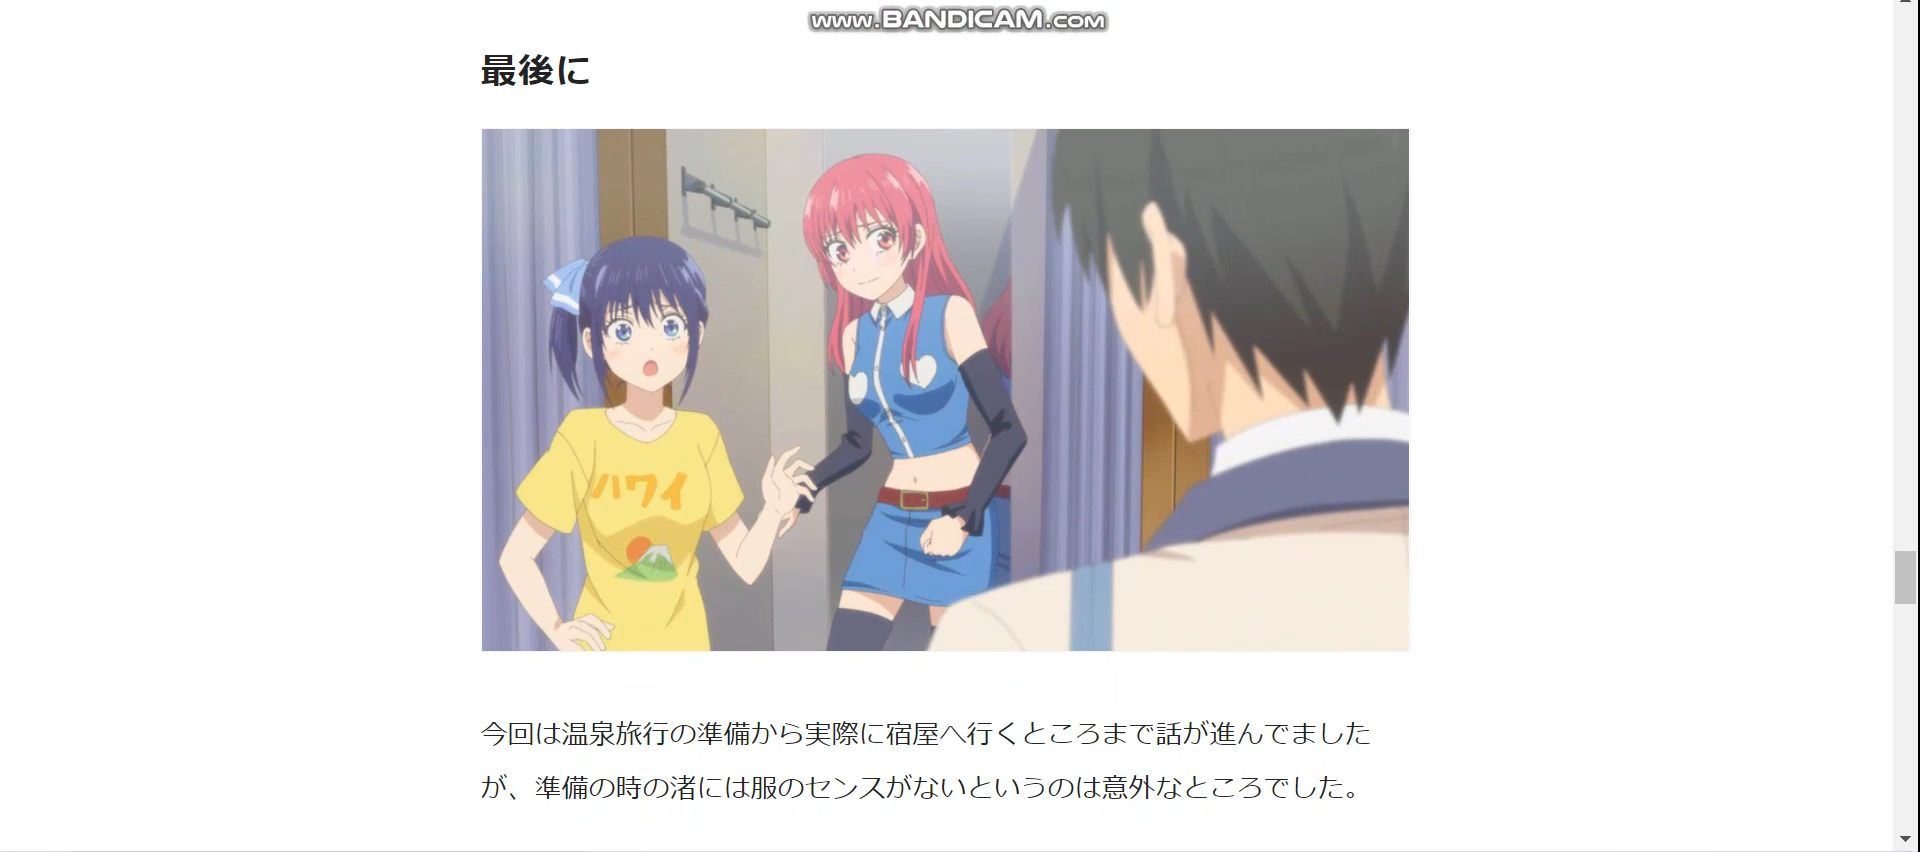 www.BANDICAM.com
最後に
ハワイ
今回は温泉旅行の準備から実際に宿屋へ行くところまで話が進んでました
が、準備の時の渚には服のセンスがないというのは意外なところでした。